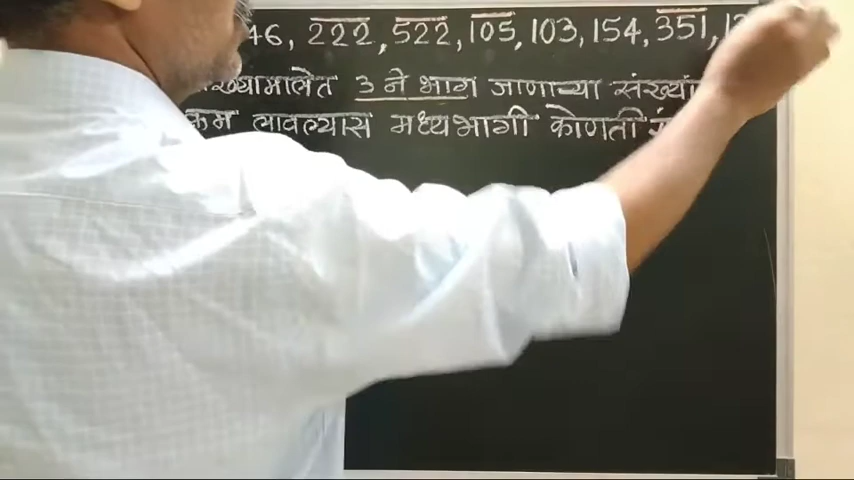 46, 222, 522, 105, 103, 154, 351,
ख्यामालेत 3 ने भाग जाणाऱ्या संख्यां
क्रम लावल्यास मध्यभागी कोणती